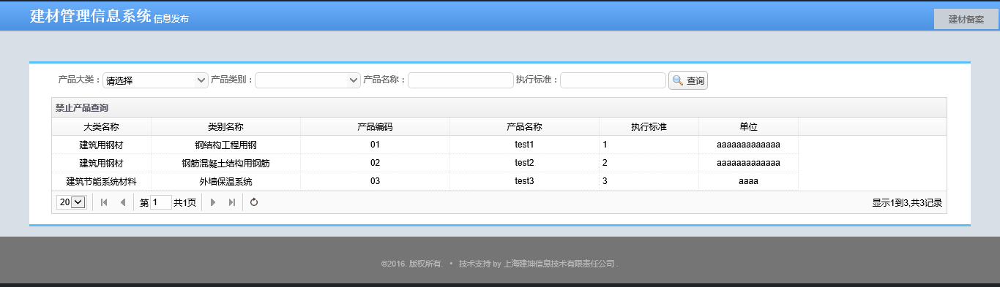 建材管理信息系统 信息发布
建材备案
产品大类： 请选择 产品类别： 产品名称： 执行标准： 查询
禁止产品查询
大类名称 类别名称 产品编码 产品名称 执行标准 单位
建筑用钢材 钢结构工程用钢 01 test1 1 aaaaaaaaaaaaa
建筑用钢材 钢筋混凝土结构用钢筋 02 test2 2 aaaaaaaaaaaaa
建筑节能系统材料 外墙保温系统 03 test3 3 aaaa
20 第 1 共1页 显示1到3,共3记录
©2016. 版权所有. • 技术支持 by 上海建坤信息技术有限责任公司 .